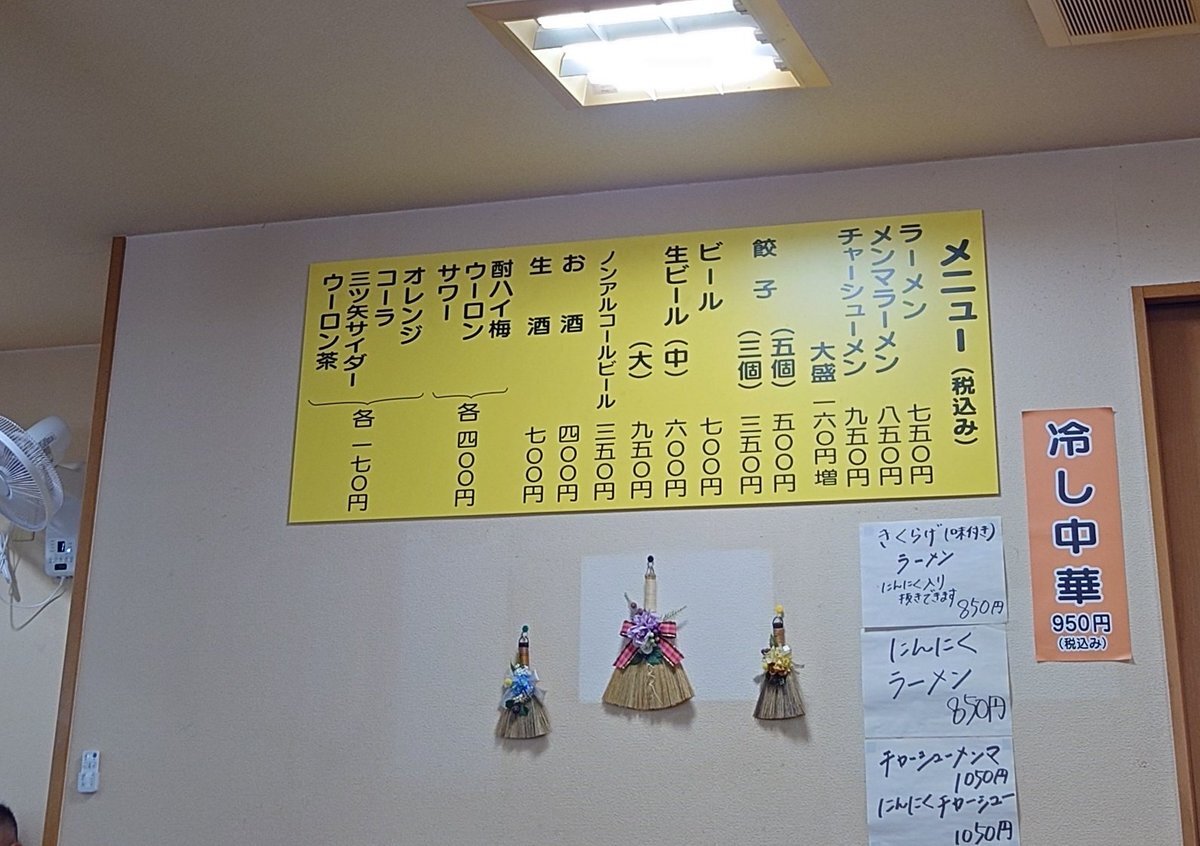 メニュー（税込み）
ラーメン 七五〇円
メンマラーメン 八五〇円
チャーシューメン 九五〇円
大盛 一六〇円増
餃子（五個） 五〇〇円
（三個） 三五〇円
ビール 七〇〇円
生ビール（中） 六〇〇円
（大） 九五〇円
ノンアルコールビール 三五〇円
お酒 四〇〇円
生酒 七〇〇円
酎ハイ梅
ウーロン
サワー
各 四〇〇円
オレンジ
コーラ
三ツ矢サイダー
ウーロン茶
各 一七〇円
冷し中華
950円
(税込み)
きくらげ(味付き)
ラーメン
にんにく入り
抜きできます
850円
にんにく
ラーメン
850円
チャーシューメンマ
1050円
にんにくチャーシュー
1050円